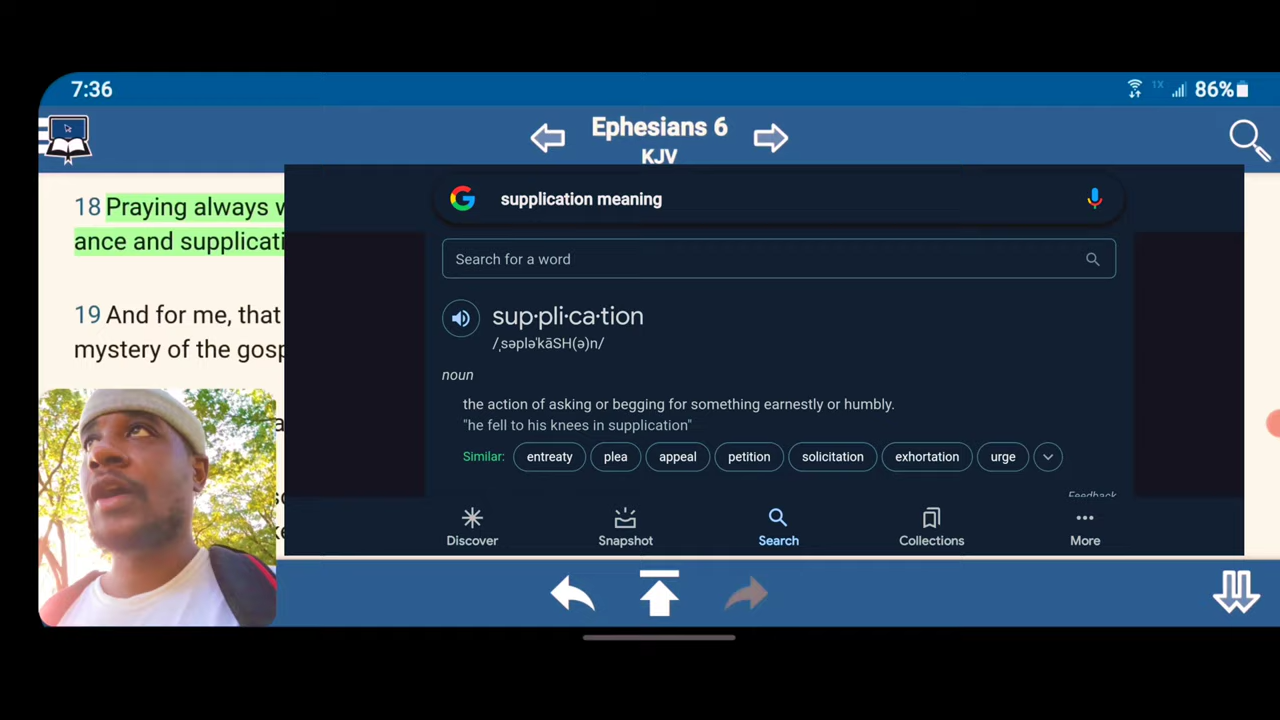 7:36
1X
86%
Ephesians 6
KJV
18 Praying always
ance and supplicati
19 And for me, that
mystery of the gosp
supplication meaning
Search for a word
sup·pli·ca·tion
/ˌsəpləˈkāSH(ə)n/
noun
the action of asking or begging for something earnestly or humbly.
"he fell to his knees in supplication"
Similar: entreaty plea appeal petition solicitation exhortation urge
Feedback
Discover Snapshot Search Collections More